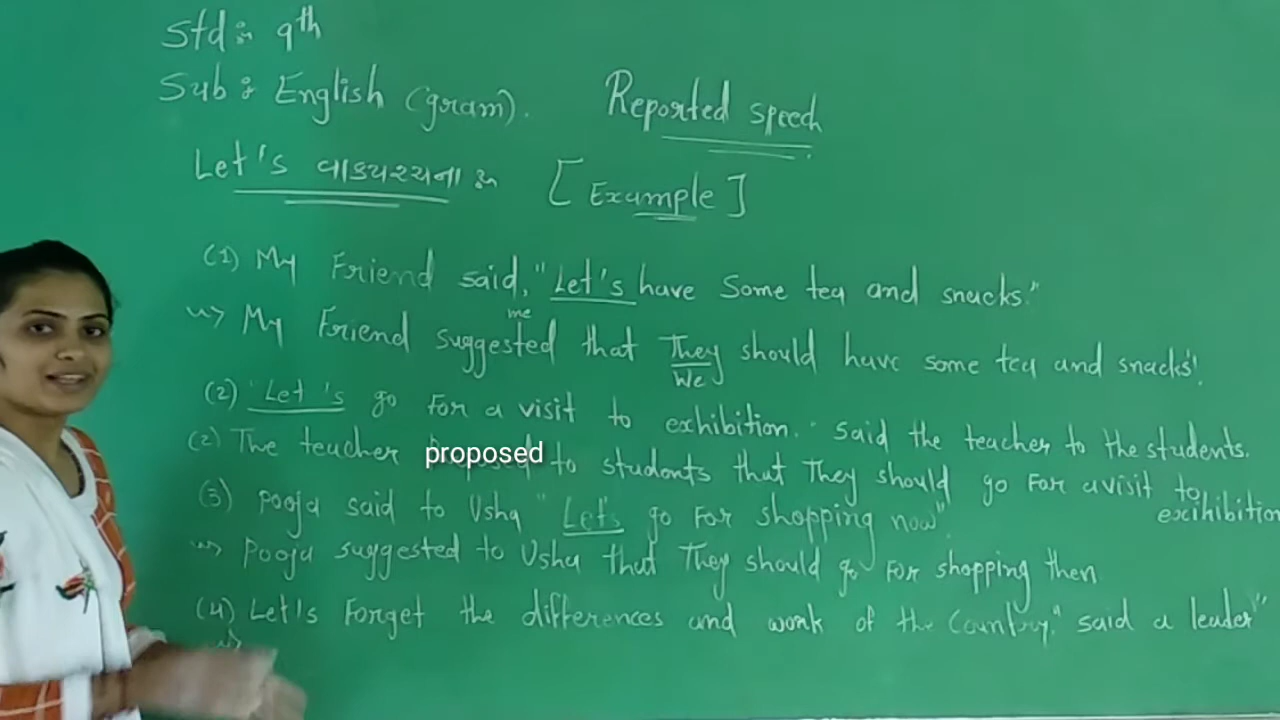 Std :- 9th
Sub : English (gram).
Reported speech
Let's વાકયરચના :-
[Example]
(1) My Friend said, "Let's have some tea and snacks."
me
My Friend suggested that They should have some tea and snacks'.
We
(2) "Let's go for a visit to exhibition." said the teacher to the students.
(2) The teacher proposed to students that They should go for a visit to
exihibition
(3) Pooja said to Usha "Let's go for shopping now".
Pooja suggested to Usha that They should go for shopping then
(4) Let's Forget the differences and work of the Country," said a leader"